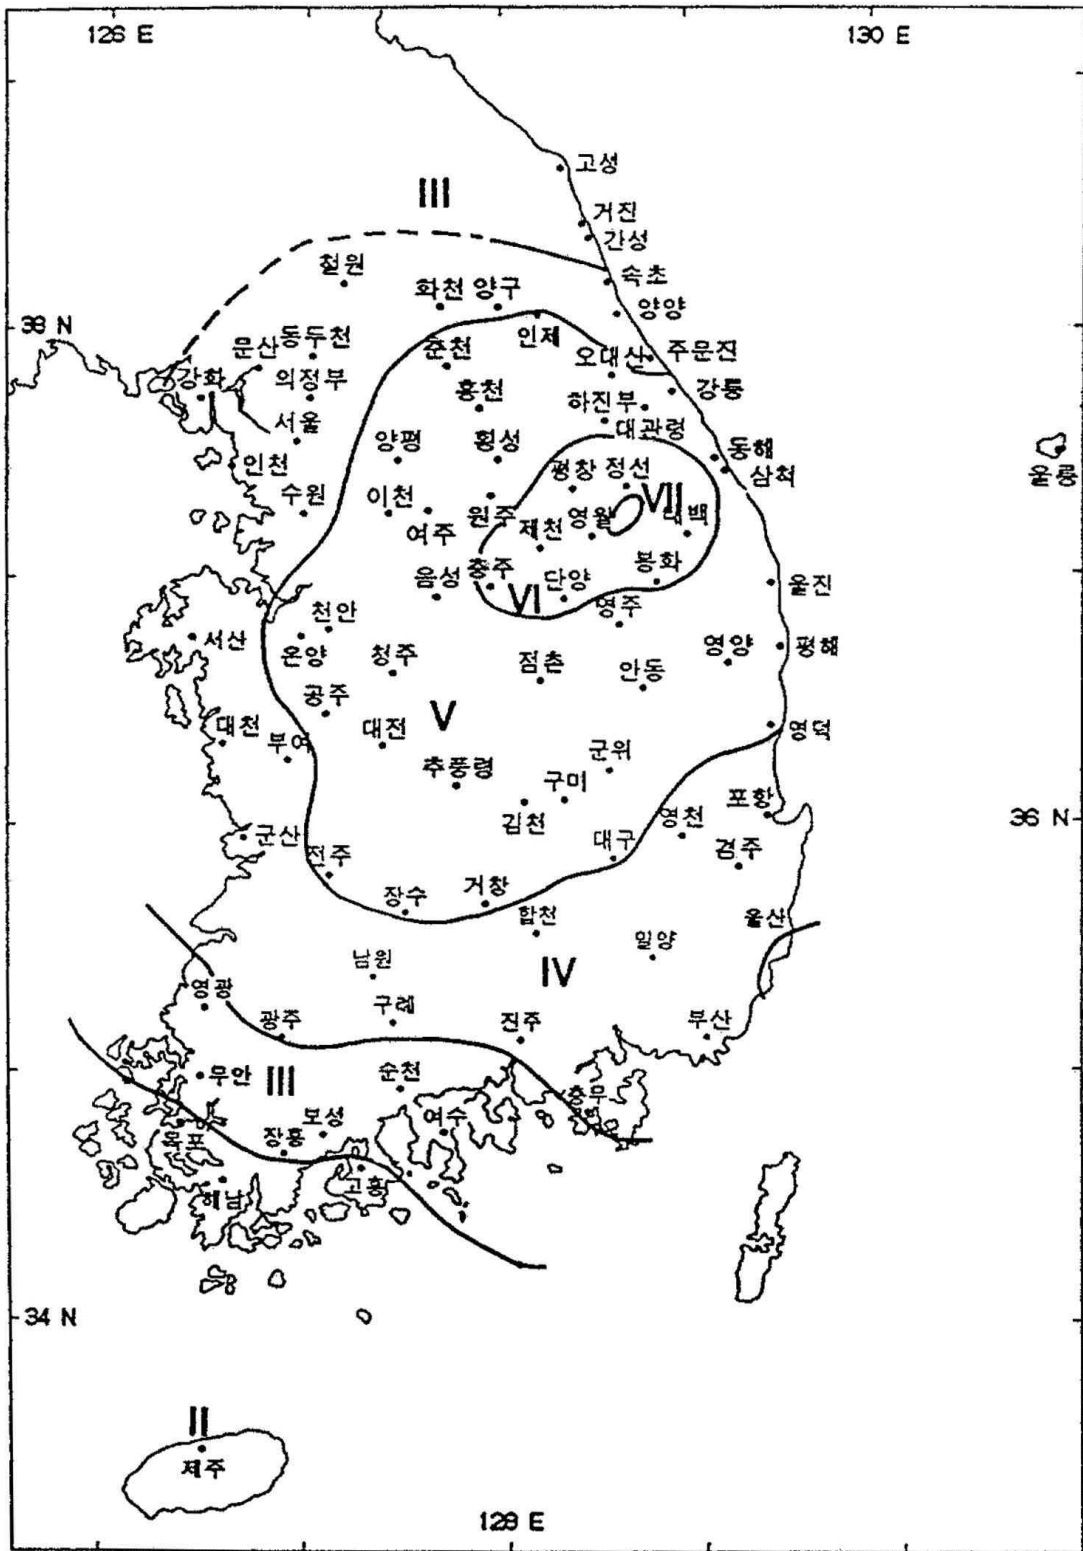 126 E
130 E
고성
III
거진
간성
철원
속초
화천 양구
양양
38 N
인제
문산
동두천
춘천
오대산
주문진
강화
의정부
홍천
하진부
강릉
서울
양평
횡성
대관령
동해
울릉
인천
삼척
수원
이천
평창
정선
VII
여주
원주
제천
영월
태백
음성
충주
단양
봉화
울진
VI
서산
천안
영주
온양
청주
점촌
안동
영양
평해
공주
V
대천
부여
대전
영덕
추풍령
군위
구미
포항
36 N
군산
김천
영천
대구
경주
전주
장수
거창
합천
울산
밀양
남원
IV
영광
구례
광주
진주
부산
무안
III
순천
충무
보성
여수
목포
장흥
고흥
해남
34 N
II
제주
128 E